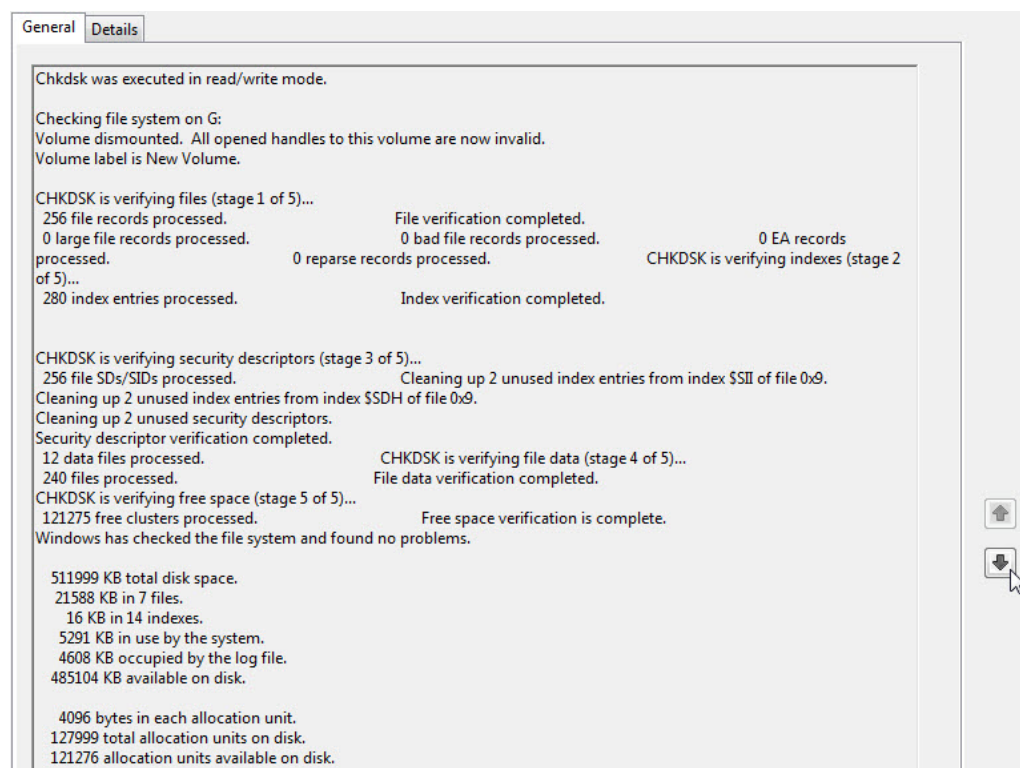 General Details
Chkdsk was executed in read/write mode.
Checking file system on G:
Volume dismounted.  All opened handles to this volume are now invalid.
Volume label is New Volume.
CHKDSK is verifying files (stage 1 of 5)...
256 file records processed. File verification completed.
0 large file records processed. 0 bad file records processed. 0 EA records
processed. 0 reparse records processed. CHKDSK is verifying indexes (stage 2
of 5)...
280 index entries processed. Index verification completed.
CHKDSK is verifying security descriptors (stage 3 of 5)...
256 file SDs/SIDs processed. Cleaning up 2 unused index entries from index $SII of file 0x9.
Cleaning up 2 unused index entries from index $SDH of file 0x9.
Cleaning up 2 unused security descriptors.
Security descriptor verification completed.
12 data files processed. CHKDSK is verifying file data (stage 4 of 5)...
240 files processed. File data verification completed.
CHKDSK is verifying free space (stage 5 of 5)...
121275 free clusters processed. Free space verification is complete.
Windows has checked the file system and found no problems.
511999 KB total disk space.
21588 KB in 7 files.
16 KB in 14 indexes.
5291 KB in use by the system.
4608 KB occupied by the log file.
485104 KB available on disk.
4096 bytes in each allocation unit.
127999 total allocation units on disk.
121276 allocation units available on disk.